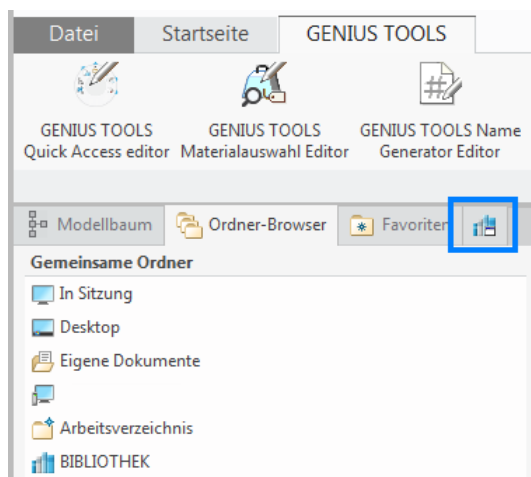 Datei Startseite GENIUS TOOLS
GENIUS TOOLS GENIUS TOOLS GENIUS TOOLS Name
Quick Access editor Materialauswahl Editor Generator Editor
Modellbaum Ordner-Browser Favoriten
Gemeinsame Ordner
In Sitzung
Desktop
Eigene Dokumente
Arbeitsverzeichnis
BIBLIOTHEK